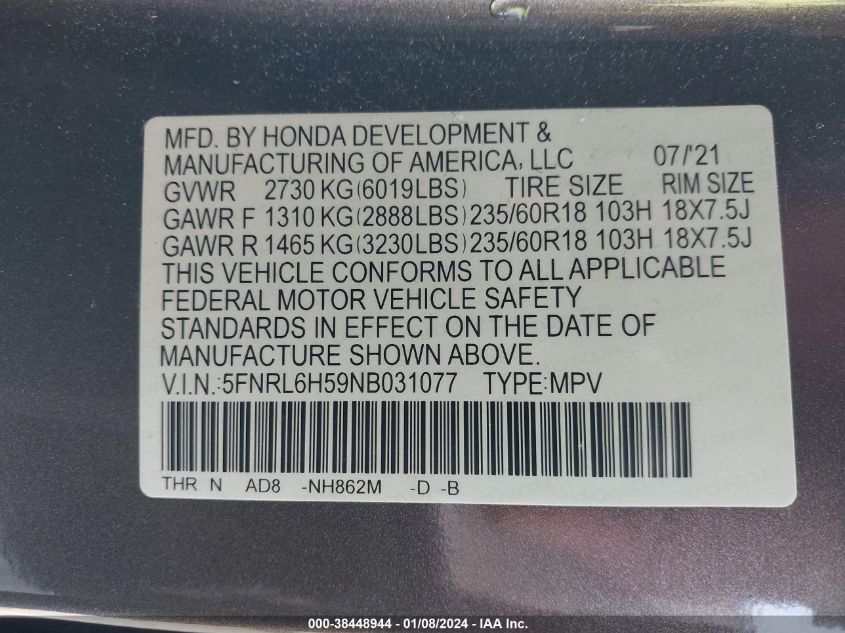 MFD. BY HONDA DEVELOPMENT &
MANUFACTURING OF AMERICA, LLC 07/'21
GVWR 2730 KG(6019LBS) TIRE SIZE RIM SIZE
GAWR F 1310 KG(2888LBS) 235/60R18 103H 18X7.5J
GAWR R 1465 KG(3230LBS) 235/60R18 103H 18X7.5J
THIS VEHICLE CONFORMS TO ALL APPLICABLE
FEDERAL MOTOR VEHICLE SAFETY
STANDARDS IN EFFECT ON THE DATE OF
MANUFACTURE SHOWN ABOVE.
V.I.N.:5FNRL6H59NB031077 TYPE:MPV
THR N AD8 -NH862M -D -B
000-38448944 - 01/08/2024 - IAA Inc.